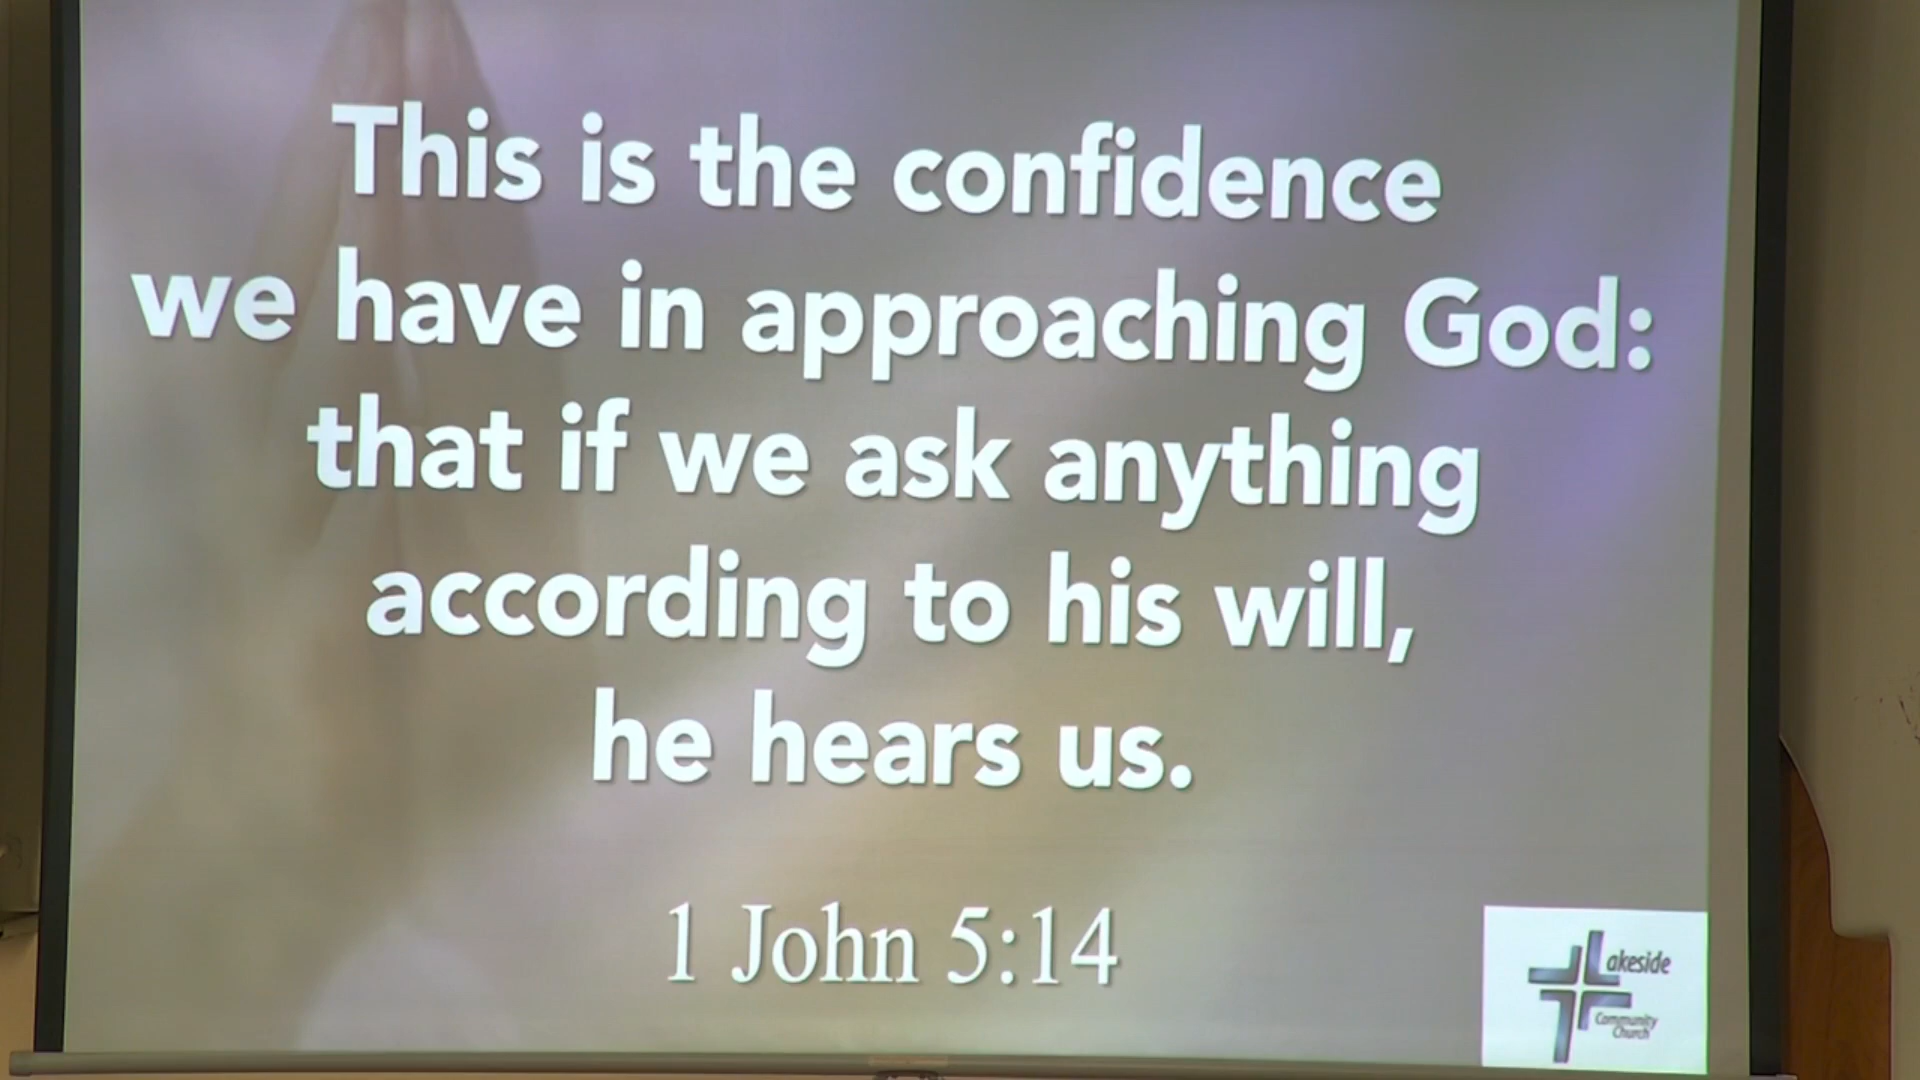 This is the confidence
we have in approaching God:
that if we ask anything
according to his will,
he hears us.
1 John 5:14
Lakeside
Community
Church